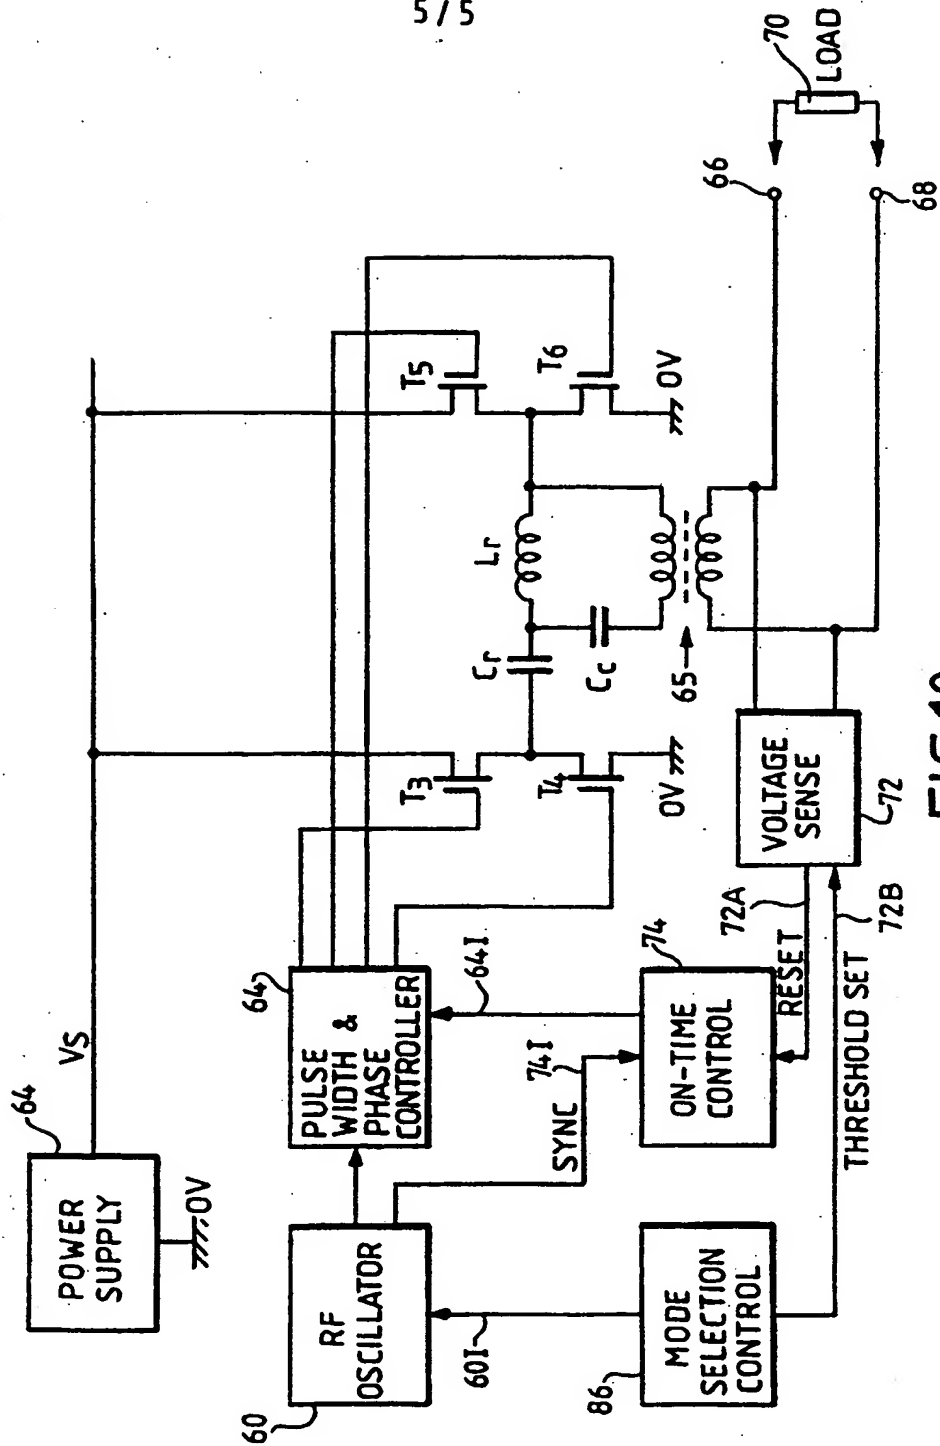 5/5
64
POWER
SUPPLY
VS
0V
60
RF
OSCILLATOR
64
PULSE
WIDTH &
PHASE
CONTROLLER
60I
SYNC
74I
64I
86
MODE
SELECTION
CONTROL
74
ON-TIME
CONTROL
RESET
72A
THRESHOLD SET
72B
VOLTAGE
SENSE
72
T3
T4
0V
Cr
Lr
Cc
65
T5
T6
0V
66
68
70
LOAD